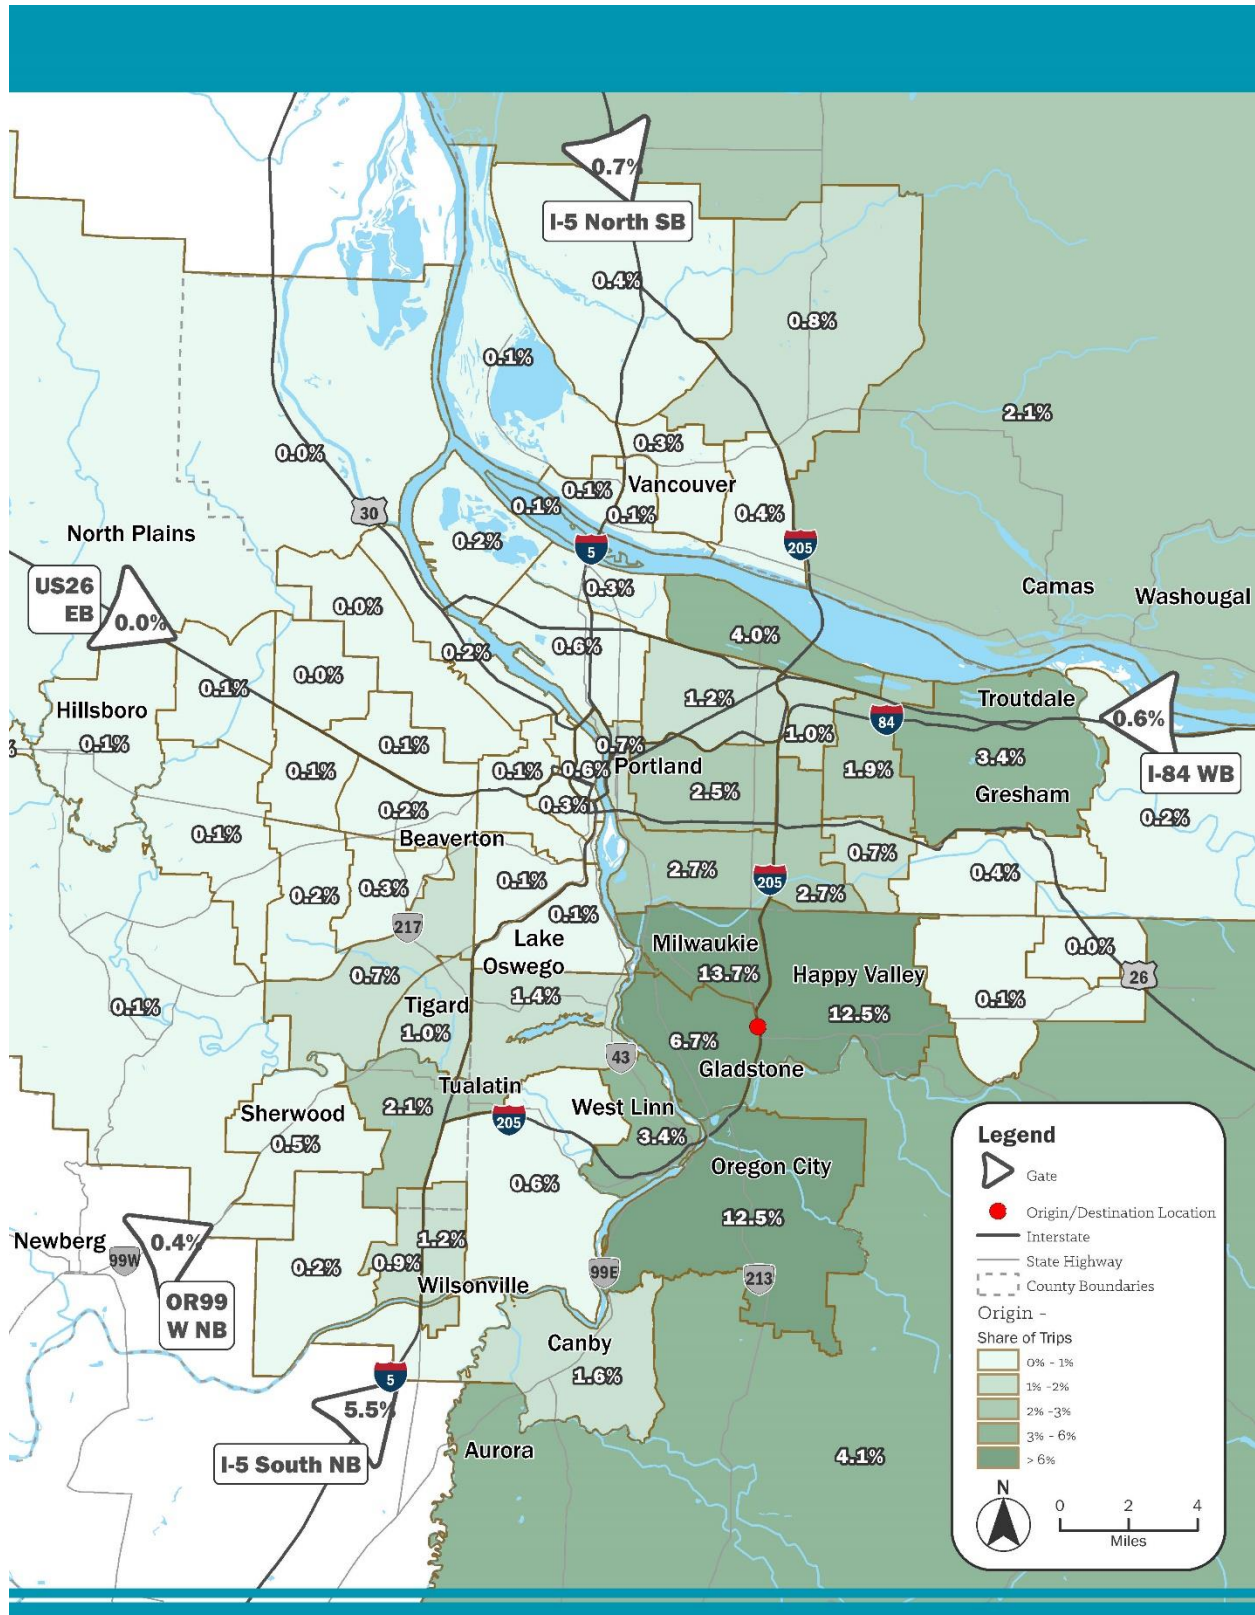 0.7%
I-5 North SB
0.4%
0.8%
0.1%
2.1%
0.3%
0.0%
Vancouver
0.1%
0.1%
0.1%
0.4%
30
North Plains
0.2%
5
205
US26
EB
0.0%
0.3%
Camas
Washougal
0.0%
4.0%
0.2%
0.6%
0.0%
0.1%
1.2%
Troutdale
Hillsboro
84
0.6%
0.1%
0.1%
0.7%
1.0%
3.4%
I-84 WB
0.1%
0.1%
0.6%
Portland
1.9%
2.5%
Gresham
0.2%
0.3%
0.2%
0.1%
Beaverton
0.7%
2.7%
0.4%
0.1%
205
0.3%
0.2%
2.7%
0.1%
217
Lake
Oswego
Milwaukie
0.0%
0.7%
13.7%
Happy Valley
26
1.4%
0.1%
0.1%
Tigard
12.5%
1.0%
6.7%
43
Gladstone
Tualatin
2.1%
West Linn
Sherwood
205
0.5%
3.4%
Oregon City
0.6%
12.5%
Newberg
99W
0.4%
1.2%
0.2%
0.9%
99E
213
Wilsonville
OR99
W NB
Canby
5
1.6%
5.5%
I-5 South NB
Aurora
4.1%
Legend
Gate
Origin/Destination Location
Interstate
State Highway
County Boundaries
Origin -
Share of Trips
0% - 1%
1% -2%
2% -3%
3% - 6%
> 6%
N
0 2 4
Miles